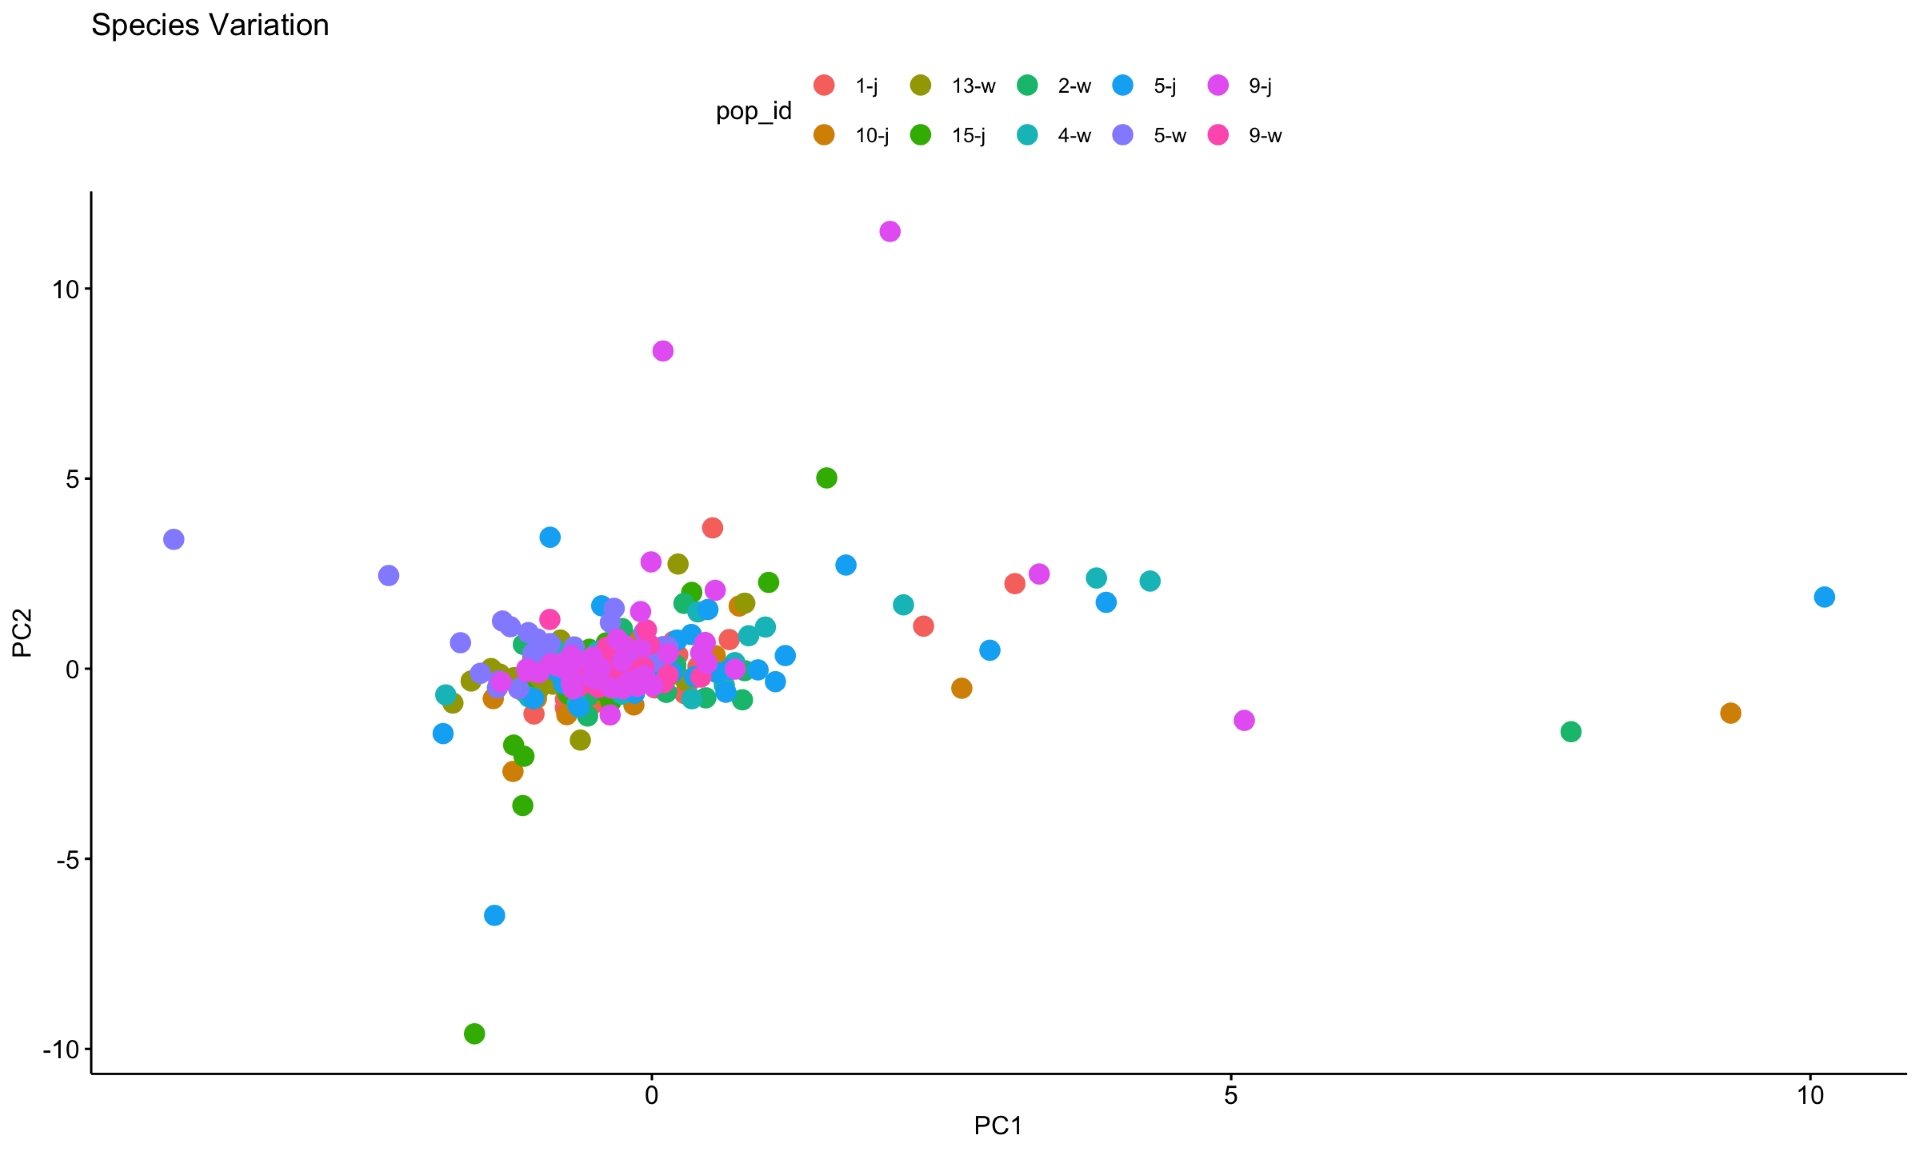 Species Variation
pop_id
1-j 13-w 2-w 5-j 9-j
10-j 15-j 4-w 5-w 9-w
10
5
0
-5
-10
PC2
0 5 10
PC1